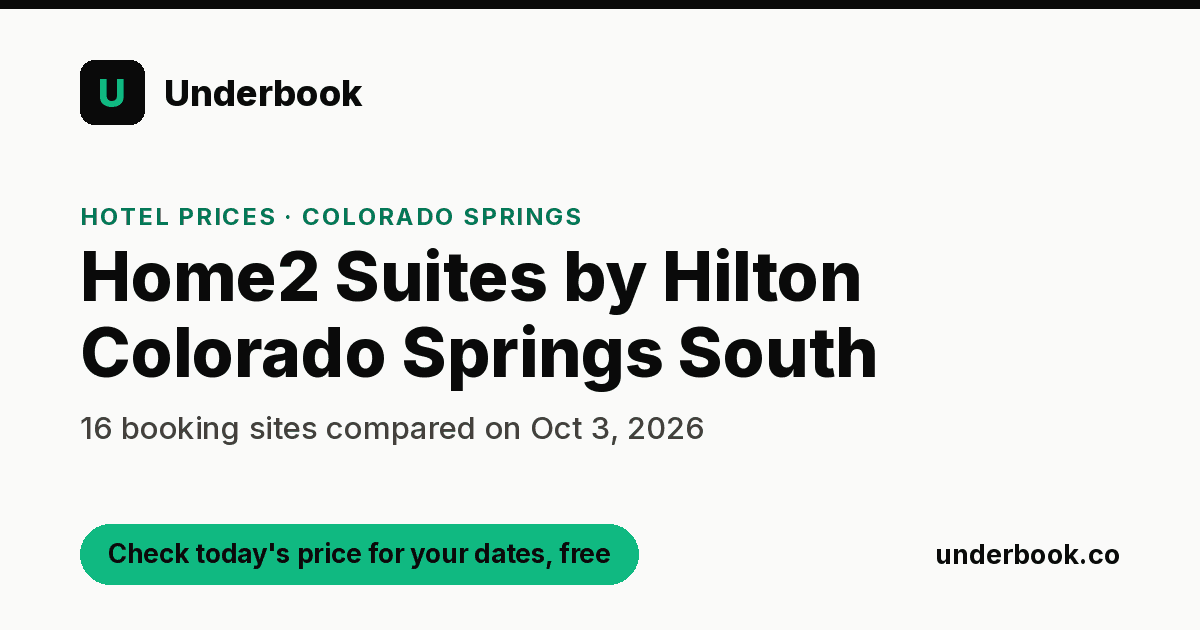 U Underbook
HOTEL PRICES · COLORADO SPRINGS
Home2 Suites by Hilton
Colorado Springs South
16 booking sites compared on Oct 3, 2026
Check today's price for your dates, free
underbook.co